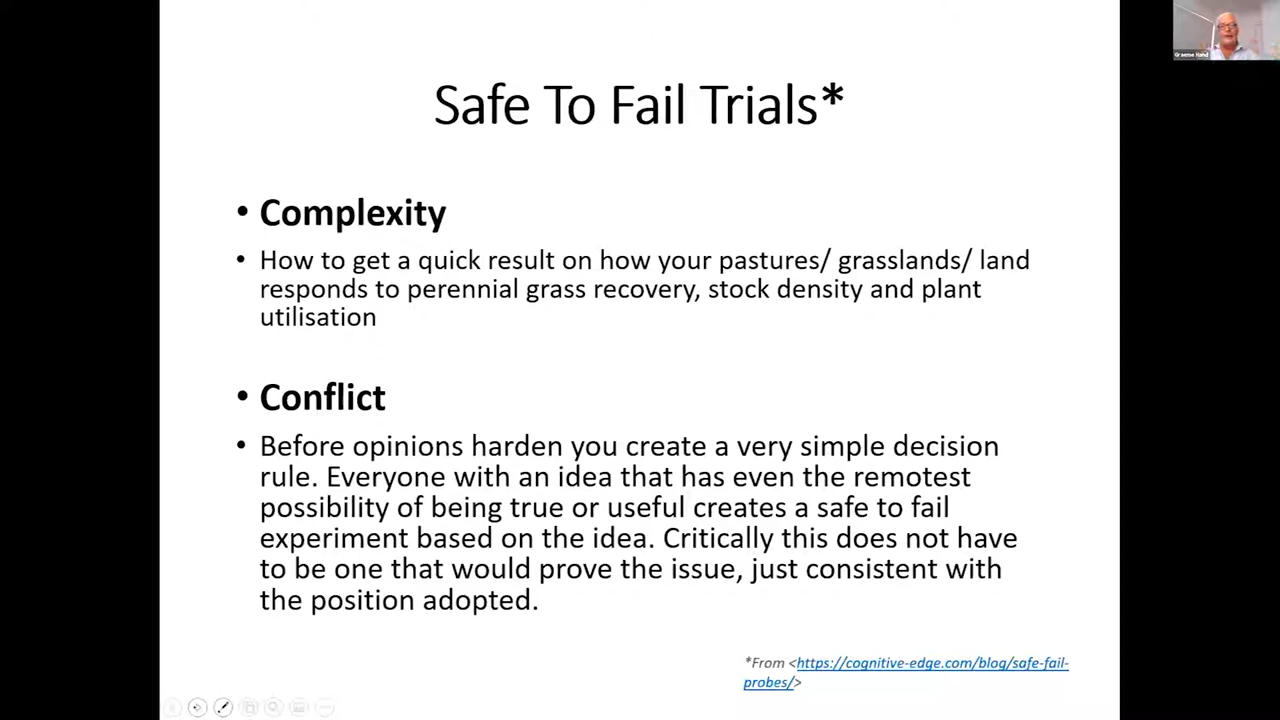 Graeme Hand
Safe To Fail Trials*
• Complexity
• How to get a quick result on how your pastures/ grasslands/ land
responds to perennial grass recovery, stock density and plant
utilisation
• Conflict
• Before opinions harden you create a very simple decision
rule. Everyone with an idea that has even the remotest
possibility of being true or useful creates a safe to fail
experiment based on the idea. Critically this does not have
to be one that would prove the issue, just consistent with
the position adopted.
*From <https://cognitive-edge.com/blog/safe-fail-
probes/>